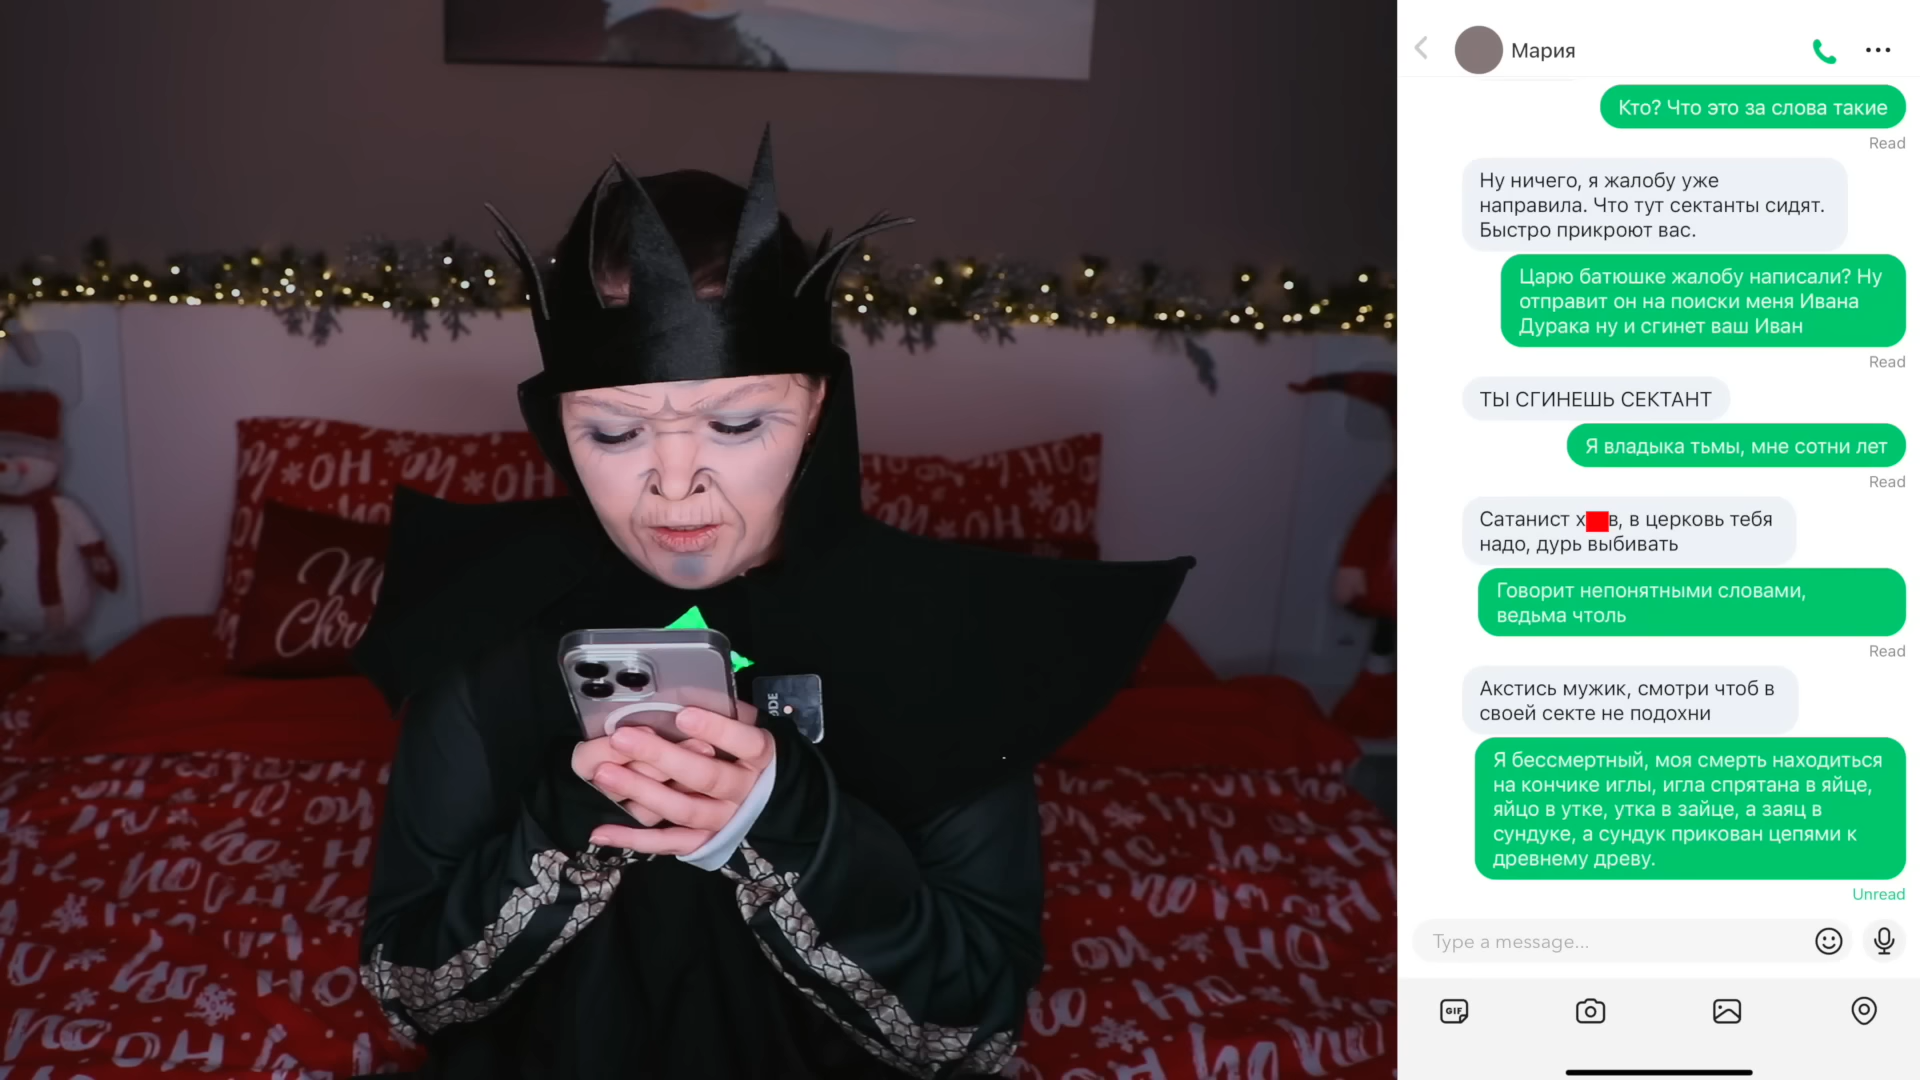 Мария
Кто? Что это за слова такие
Read
Ну ничего, я жалобу уже
направила. Что тут сектанты сидят.
Быстро прикроют вас.
Царю батюшке жалобу написали? Ну
отправит он на поиски меня Ивана
Дурака ну и сгинет ваш Иван
Read
ТЫ СГИНЕШЬ СЕКТАНТ
Я владыка тьмы, мне сотни лет
Read
Сатанист х в, в церковь тебя
надо, дурь выбивать
Говорит непонятными словами,
ведьма чтоль
Read
Акстись мужик, смотри чтоб в
своей секте не подохни
Я бессмертный, моя смерть находиться
на кончике иглы, игла спрятана в яйце,
яйцо в утке, утка в зайце, а заяц в
сундуке, а сундук прикован цепями к
древнему древу.
Unread
Type a message...
GIF